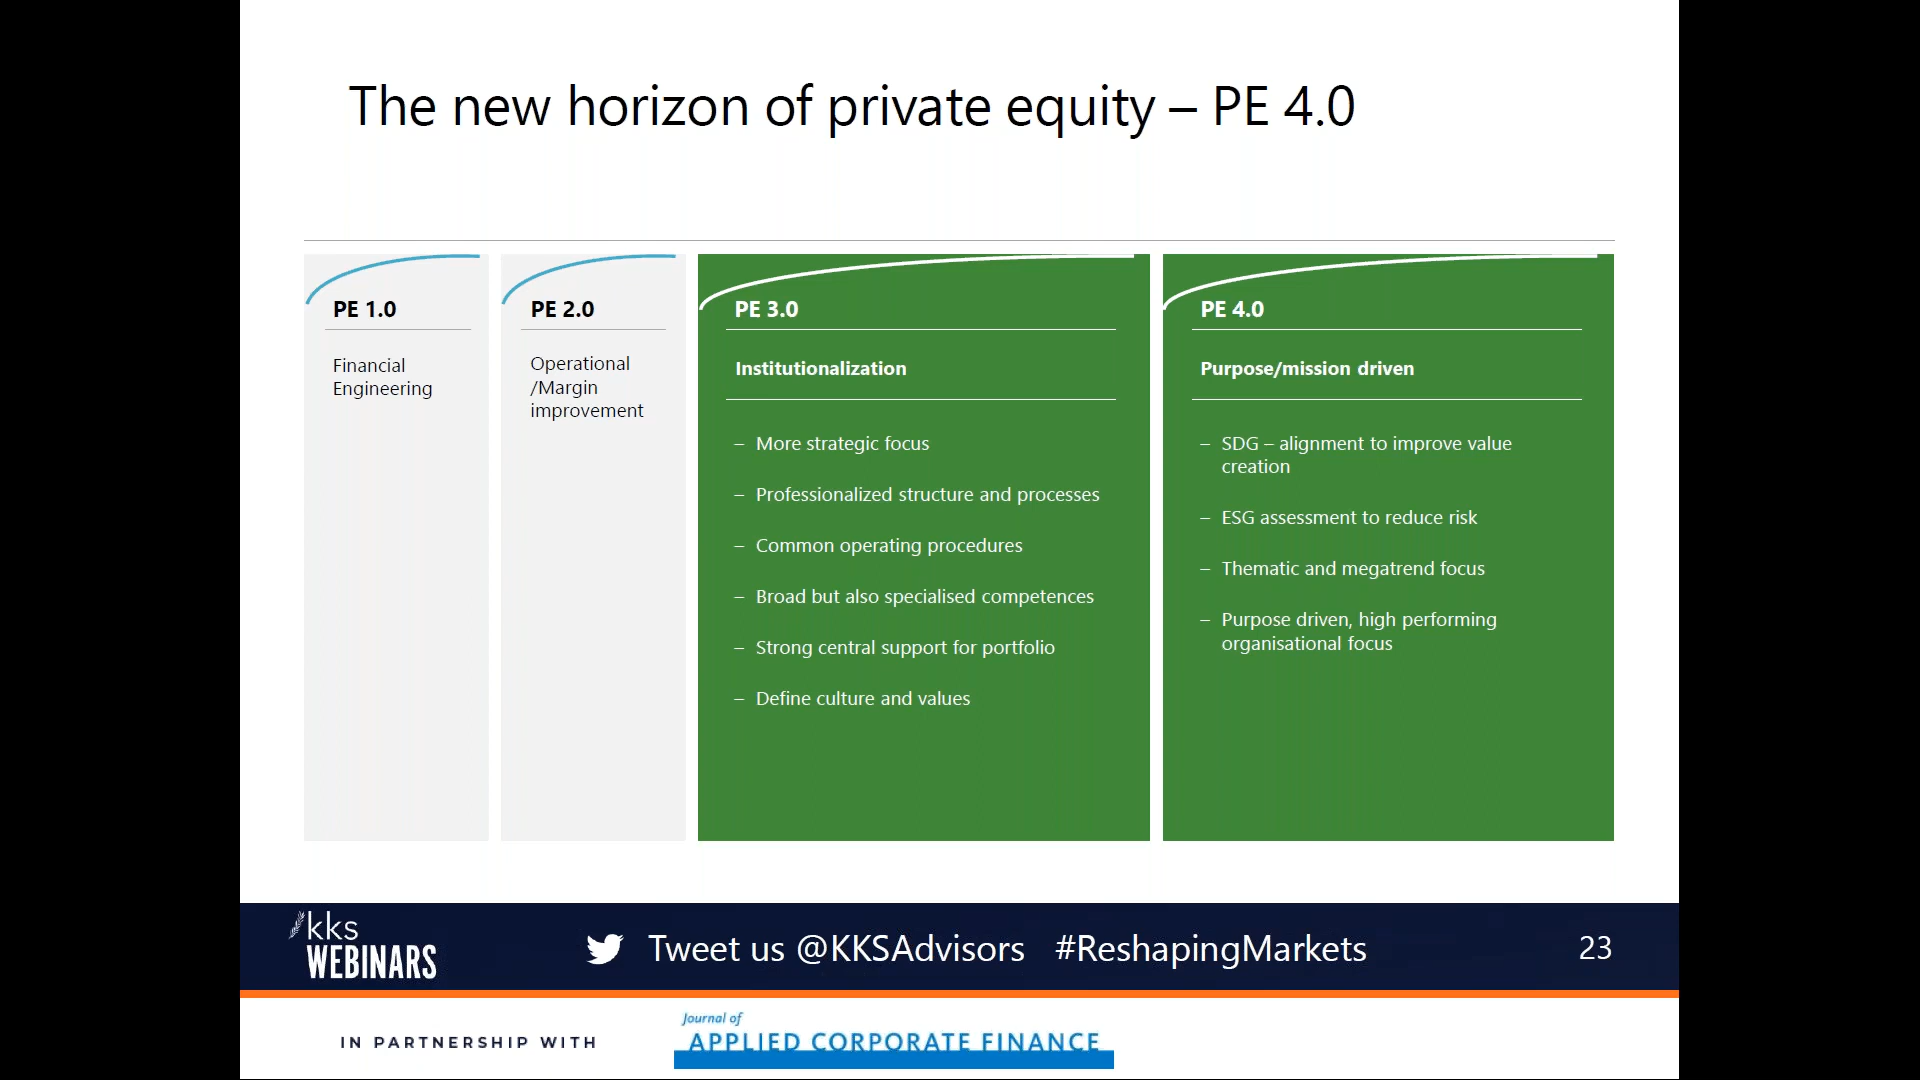 The new horizon of private equity – PE 4.0
PE 1.0
Financial
Engineering
PE 2.0
Operational
/Margin
improvement
PE 3.0
Institutionalization
– More strategic focus
– Professionalized structure and processes
– Common operating procedures
– Broad but also specialised competences
– Strong central support for portfolio
– Define culture and values
PE 4.0
Purpose/mission driven
– SDG – alignment to improve value
creation
– ESG assessment to reduce risk
– Thematic and megatrend focus
– Purpose driven, high performing
organisational focus
kks
WEBINARS
Tweet us @KKSAdvisors #ReshapingMarkets
23
IN PARTNERSHIP WITH
Journal of
APPLIED CORPORATE FINANCE